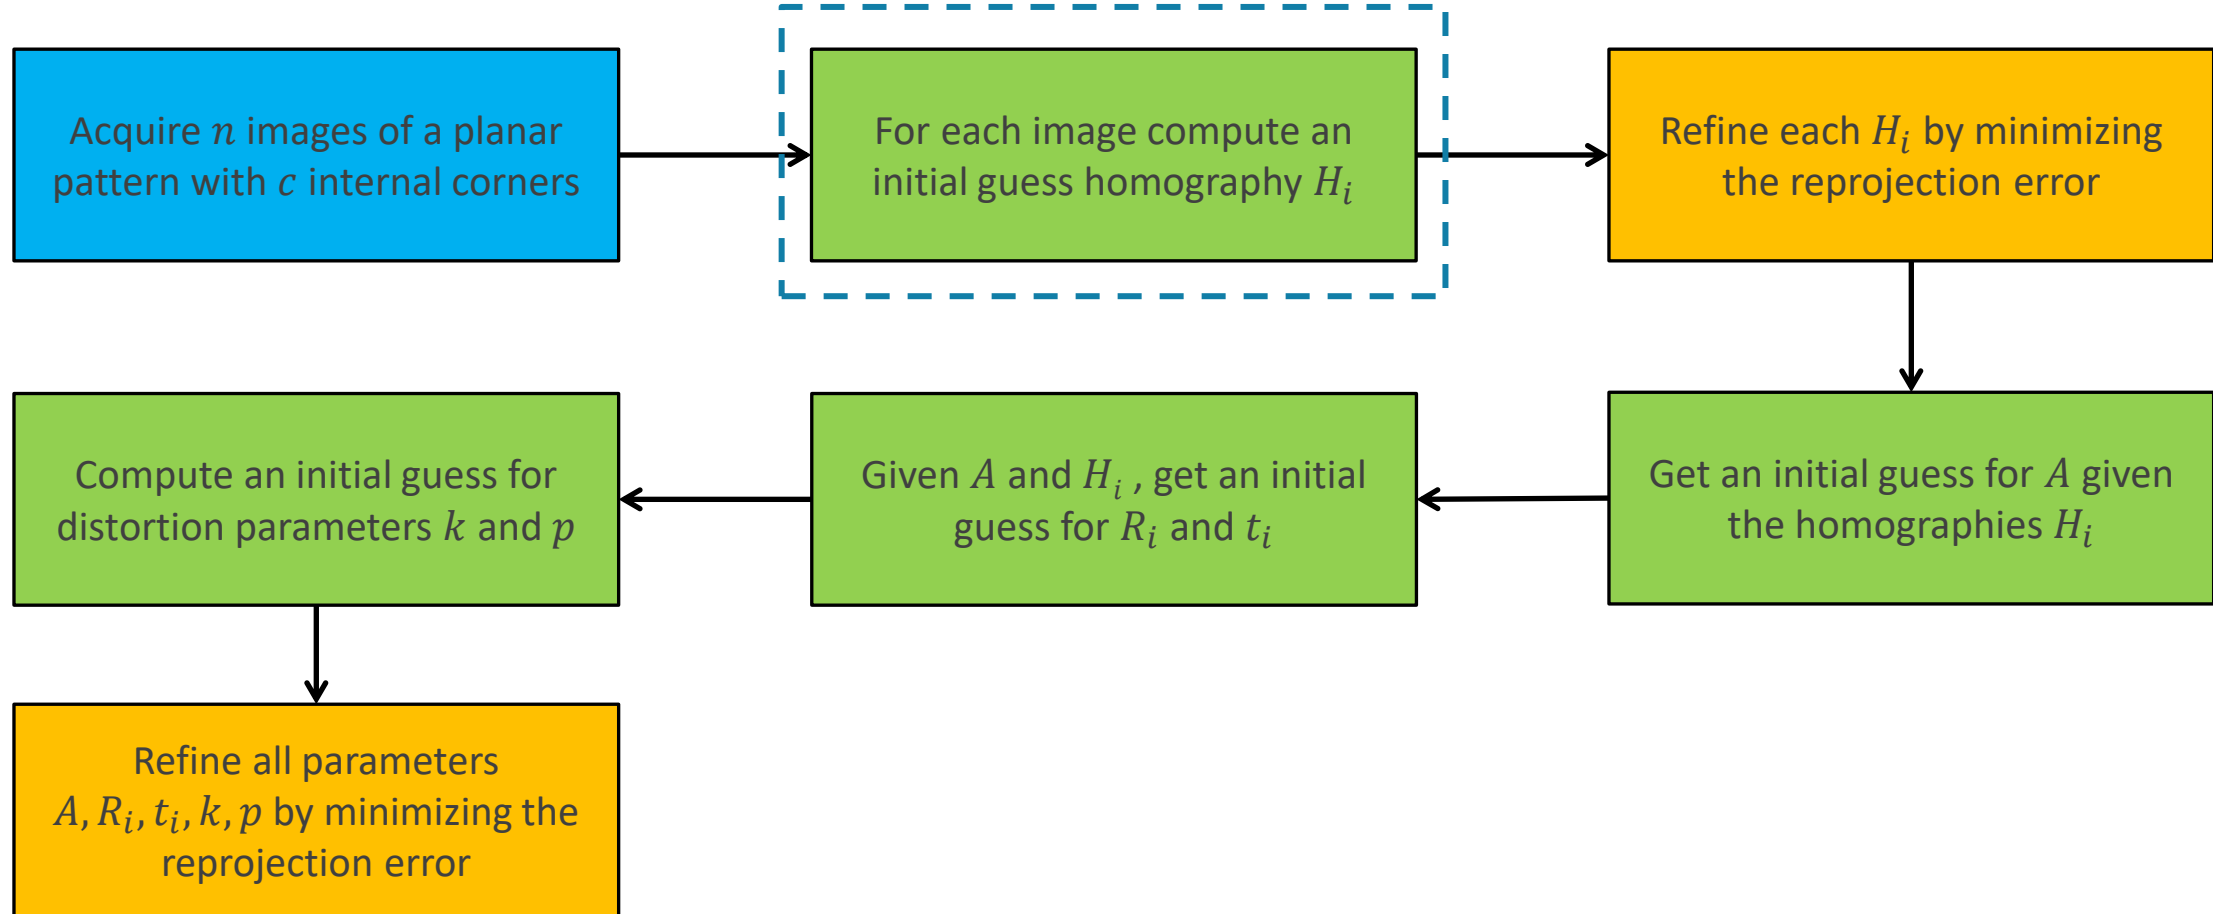 Acquire 𝑛 images of a planar
pattern with 𝑐 internal corners
For each image compute an
initial guess homography 𝐻ᵢ
Refine each 𝐻ᵢ by minimizing
the reprojection error
Get an initial guess for 𝐴 given
the homographies 𝐻ᵢ
Given 𝐴 and 𝐻ᵢ , get an initial
guess for 𝑅ᵢ and 𝑡ᵢ
Compute an initial guess for
distortion parameters 𝑘 and 𝑝
Refine all parameters
𝐴, 𝑅ᵢ, 𝑡ᵢ, 𝑘, 𝑝 by minimizing the
reprojection error